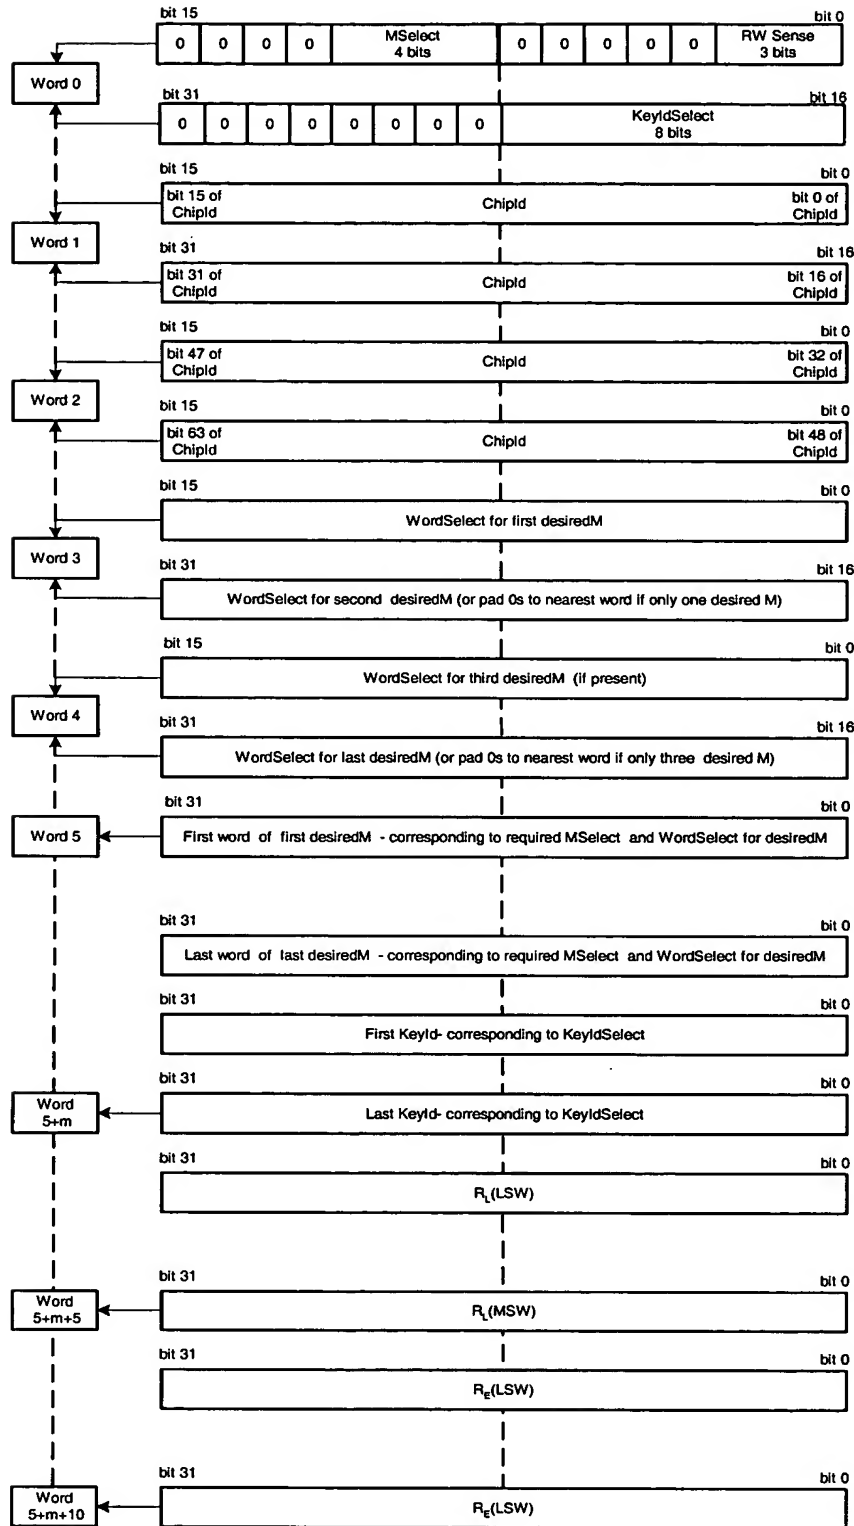 bit 15 bit 0
0 0 0 0 MSelect 4 bits 0 0 0 0 0 RW Sense 3 bits
Word 0
bit 31 bit 16
0 0 0 0 0 0 0 0 KeyIdSelect 8 bits
bit 15 bit 0
bit 15 of ChipId ChipId bit 0 of ChipId
Word 1
bit 31 bit 16
bit 31 of ChipId ChipId bit 16 of ChipId
bit 15 bit 0
bit 47 of ChipId ChipId bit 32 of ChipId
Word 2
bit 15 bit 0
bit 63 of ChipId ChipId bit 48 of ChipId
bit 15 bit 0
WordSelect for first desiredM
Word 3
bit 31 bit 16
WordSelect for second desiredM (or pad 0s to nearest word if only one desired M)
bit 15 bit 0
WordSelect for third desiredM (if present)
Word 4
bit 31 bit 16
WordSelect for last desiredM (or pad 0s to nearest word if only three desired M)
bit 31 bit 0
Word 5 First word of first desiredM - corresponding to required MSelect and WordSelect for desiredM
bit 31 bit 0
Last word of last desiredM - corresponding to required MSelect and WordSelect for desiredM
bit 31 bit 0
First KeyId- corresponding to KeyIdSelect
bit 31 bit 0
Word 5+m Last KeyId- corresponding to KeyIdSelect
bit 31 bit 0
R_L(LSW)
bit 31 bit 0
Word 5+m+5 R_L(MSW)
bit 31 bit 0
R_E(LSW)
bit 31 bit 0
Word 5+m+10 R_E(LSW)